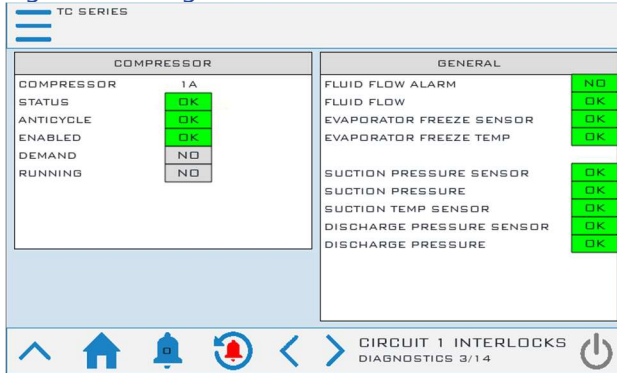 TC SERIES
COMPRESSOR
COMPRESSOR 1A
STATUS OK
ANTICYCLE OK
ENABLED OK
DEMAND NO
RUNNING NO
GENERAL
FLUID FLOW ALARM NO
FLUID FLOW OK
EVAPORATOR FREEZE SENSOR OK
EVAPORATOR FREEZE TEMP OK
SUCTION PRESSURE SENSOR OK
SUCTION PRESSURE OK
SUCTION TEMP SENSOR OK
DISCHARGE PRESSURE SENSOR OK
DISCHARGE PRESSURE OK
0
CIRCUIT 1 INTERLOCKS
DIAGNOSTICS 3/14